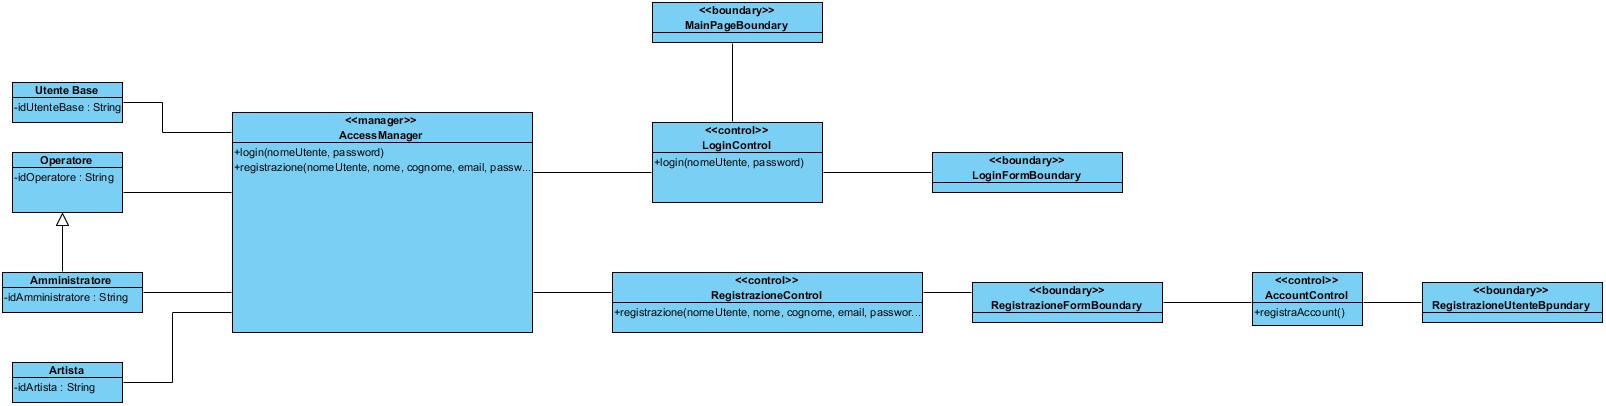 <<boundary>>
MainPageBoundary
Utente Base
-idUtenteBase : String
<<manager>>
AccessManager
+login(nomeUtente, password)
+registrazione(nomeUtente, nome, cognome, email, passw...
<<control>>
LoginControl
+login(nomeUtente, password)
<<boundary>>
LoginFormBoundary
Operatore
-idOperatore : String
Amministratore
-idAmministratore : String
<<control>>
RegistrazioneControl
+registrazione(nomeUtente, nome, cognome, email, passwor...
<<boundary>>
RegistrazioneFormBoundary
<<control>>
AccountControl
+registraAccount()
<<boundary>>
RegistrazioneUtenteBpundary
Artista
-idArtista : String